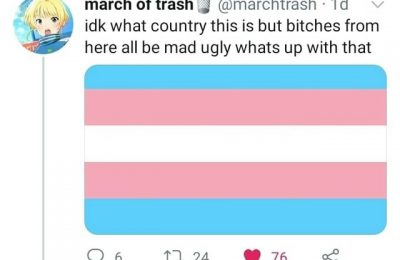 march of trash🗑 @marchtrash · 1d
idk what country this is but bitches from
here all be mad ugly whats up with that
6 24 76